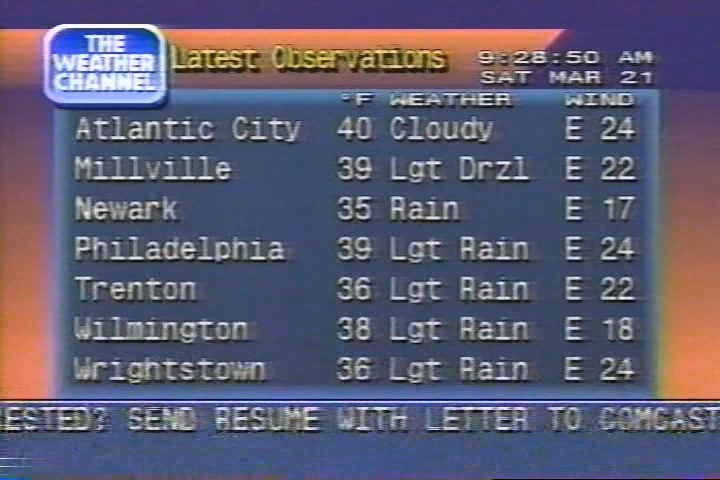 THE
WEATHER
CHANNEL
Latest Observations
9:28:50 AM
SAT MAR 21
°F WEATHER WIND
Atlantic City 40 Cloudy E 24
Millville 39 Lgt Drzl E 22
Newark 35 Rain E 17
Philadelphia 39 Lgt Rain E 24
Trenton 36 Lgt Rain E 22
Wilmington 38 Lgt Rain E 18
Wrightstown 36 Lgt Rain E 24
ESTED? SEND RESUME WITH LETTER TO COMCAST